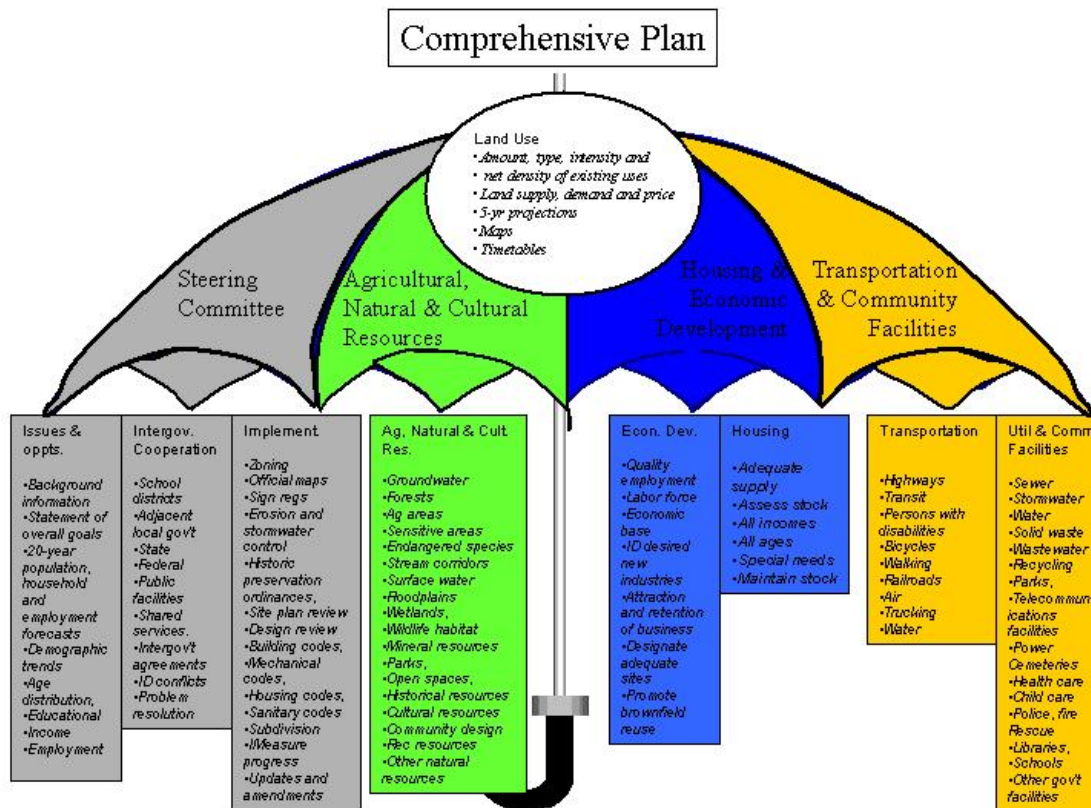 Comprehensive Plan
Land Use
•Amount, type, intensity and
• net density of existing uses
•Land supply, demand and price
•5-yr projections
•Maps
•Timetables
Steering
Committee
Agricultural,
Natural & Cultural
Resources
Housing &
Economic
Development
Transportation
& Community
Facilities
Issues &
oppts.
•Background
information
•Statement of
overall goals
•20-year
population,
household
and
employment
forecasts
•Demographic
trends
•Age
distribution,
•Educational
•Income
•Employment
Intergov.
Cooperation
•School
districts
•Adjacent
local gov't
•State
•Federal
•Public
facilities
•Shared
services.
•Intergov't
agreements
•ID conflicts
•Problem
resolution
Implement.
•Zoning
•Official maps
•Sign regs
•Erosion and
stormwater
control
•Historic
preservation
ordinances,
•Site plan review
•Design review
•Building codes,
•Mechanical
codes,
•Housing codes,
•Sanitary codes
•Subdivision
•Measure
progress
•Updates and
amendments
Ag, Natural & Cult.
Res.
•Groundwater
•Forests
•Ag areas
•Sensitive areas
•Endangered species
•Stream corridors
•Surface water
•Floodplains
•Wetlands,
•Wildlife habitat
•Mineral resources
•Parks,
•Open spaces,
•Historical resources
•Cultural resources
•Community design
•Rec resources
•Other natural
resources
Econ. Dev.
•Quality
employment
•Labor force
•Economic
base
•ID desired
new
industries
•Attraction
and retention
of business
•Designate
adequate
sites
•Promote
brownfield
reuse
Housing
•Adequate
supply
•Assess stock
•All incomes
•All ages
•Special needs
•Maintain stock
Transportation
•Highways
•Transit
•Persons with
disabilities
•Bicycles
•Walking
•Railroads
•Air
•Trucking
•Water
Util & Comm
Facilities
•Sewer
•Stormwater
•Water
•Solid waste
•Wastewater
•Recycling
•Parks,
•Telecommun
ications
facilities
•Power
Cemeteries
•Health care
•Child care
•Police, fire
Rescue
•Libraries,
•Schools
•Other gov't
facilities